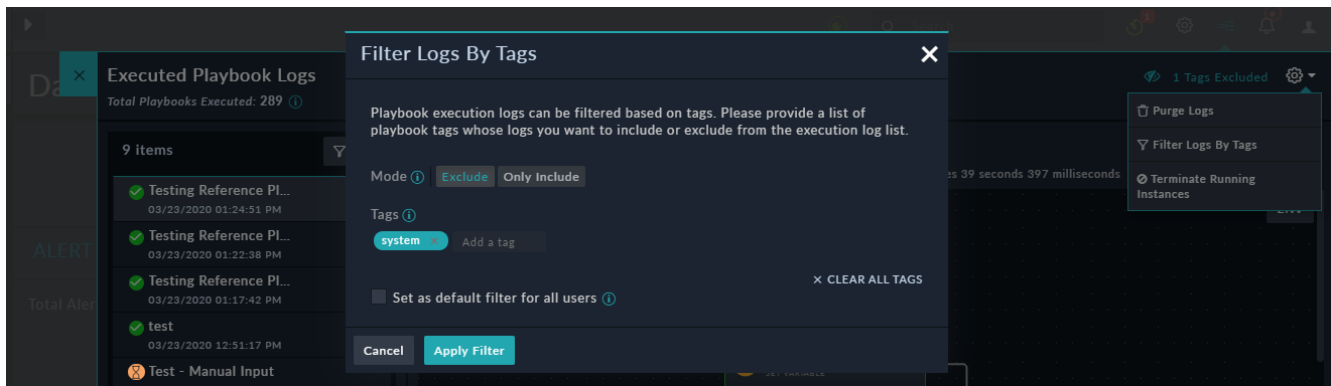 Search
Da
Executed Playbook Logs
Total Playbooks Executed: 289
1 Tags Excluded
9 items
Testing Reference Pl...
03/23/2020 01:24:51 PM
Testing Reference Pl...
03/23/2020 01:22:38 PM
Testing Reference Pl...
03/23/2020 01:17:42 PM
test
03/23/2020 12:51:17 PM
Test - Manual Input
ALERT
Total Aler
Filter Logs By Tags
Playbook execution logs can be filtered based on tags. Please provide a list of
playbook tags whose logs you want to include or exclude from the execution log list.
Mode Exclude Only Include
Tags
system × Add a tag
× CLEAR ALL TAGS
Set as default filter for all users
Cancel Apply Filter
es 39 seconds 397 milliseconds
Purge Logs
Filter Logs By Tags
Terminate Running
Instances
SET VARIABLE